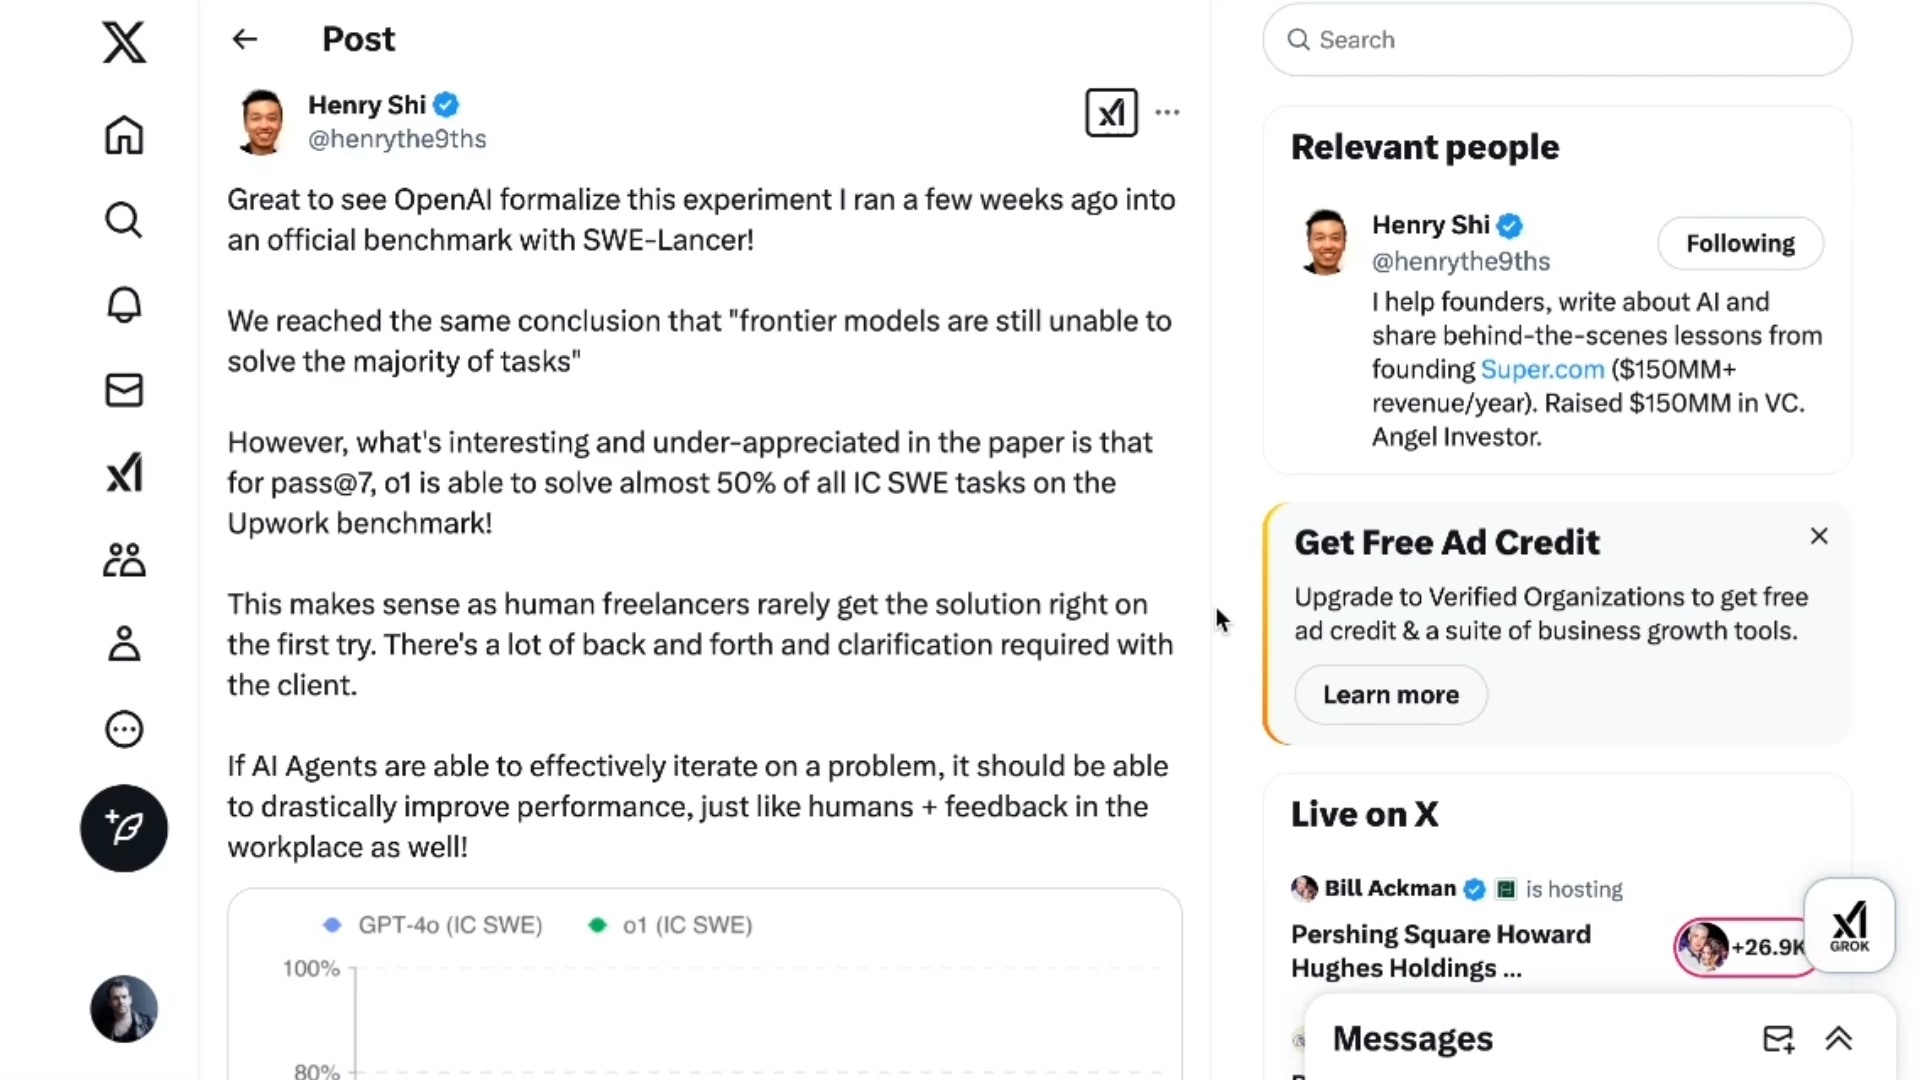 Post
Henry Shi
@henrythe9ths
Great to see OpenAI formalize this experiment I ran a few weeks ago into
an official benchmark with SWE-Lancer!
We reached the same conclusion that "frontier models are still unable to
solve the majority of tasks"
However, what's interesting and under-appreciated in the paper is that
for pass@7, o1 is able to solve almost 50% of all IC SWE tasks on the
Upwork benchmark!
This makes sense as human freelancers rarely get the solution right on
the first try. There's a lot of back and forth and clarification required with
the client.
If AI Agents are able to effectively iterate on a problem, it should be able
to drastically improve performance, just like humans + feedback in the
workplace as well!
GPT-4o (IC SWE) o1 (IC SWE)
100%
80%
Search
Relevant people
Henry Shi
@henrythe9ths
Following
I help founders, write about AI and
share behind-the-scenes lessons from
founding Super.com ($150MM+
revenue/year). Raised $150MM in VC.
Angel Investor.
Get Free Ad Credit
Upgrade to Verified Organizations to get free
ad credit & a suite of business growth tools.
Learn more
Live on X
Bill Ackman is hosting
Pershing Square Howard
Hughes Holdings ...
+26.9K
GROK
Messages